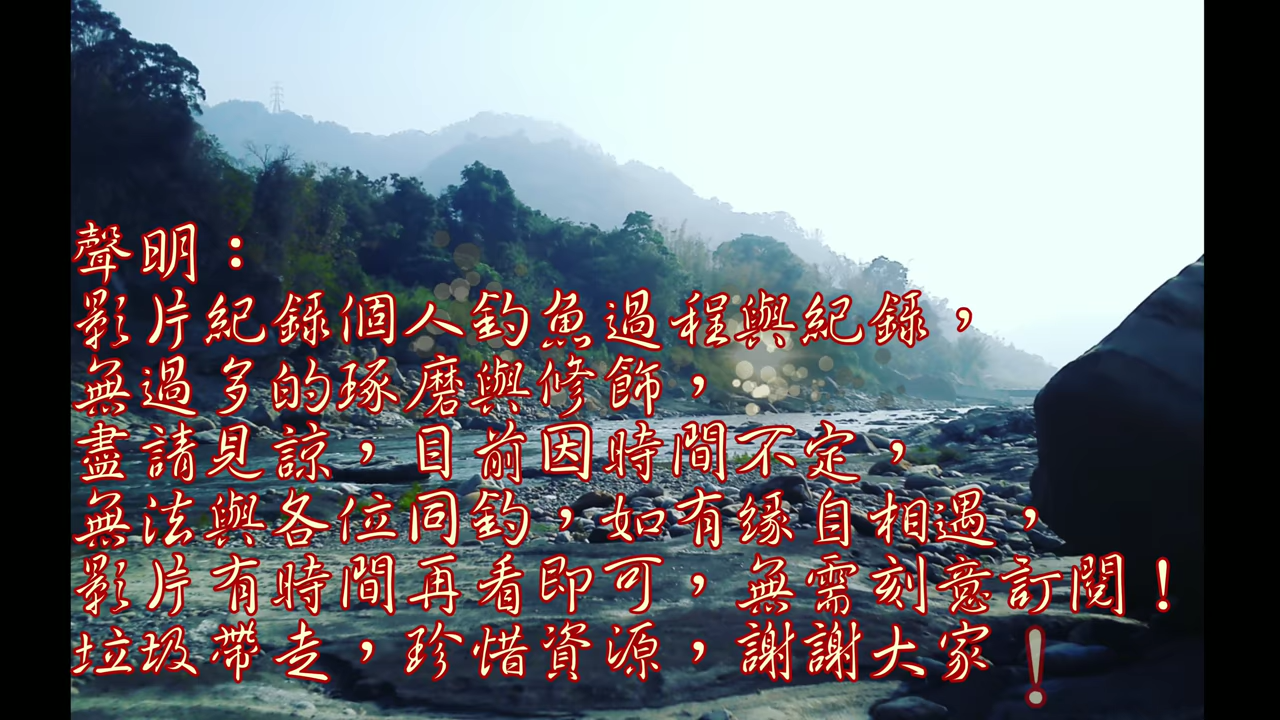 聲明：
影片紀錄個人釣魚過程與紀錄，
無過多的琢磨與修飾，
盡請見諒，目前因時間不定，
無法與各位同釣，如有緣自相遇，
影片有時間再看即可，無需刻意訂閱！
垃圾帶走，珍惜資源，謝謝大家❗